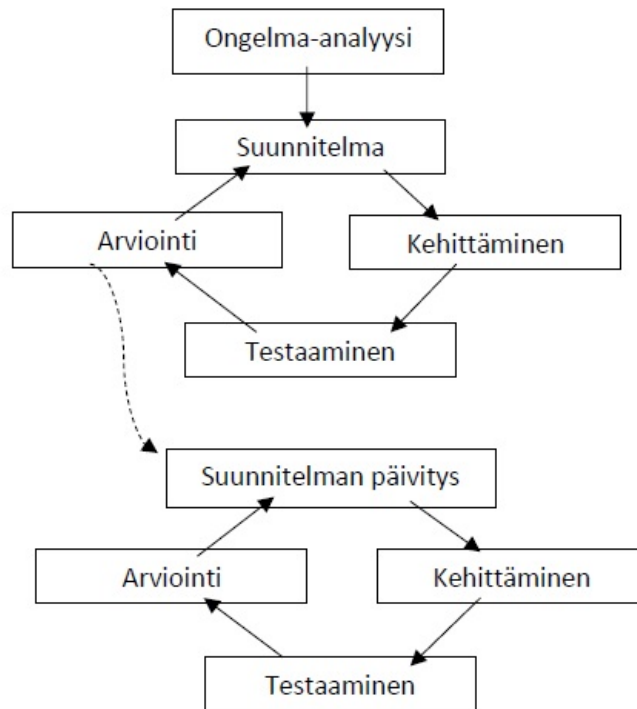 Ongelma-analyysi
Suunnitelma
Arviointi
Kehittäminen
Testaaminen
Suunnitelman päivitys
Arviointi
Kehittäminen
Testaaminen